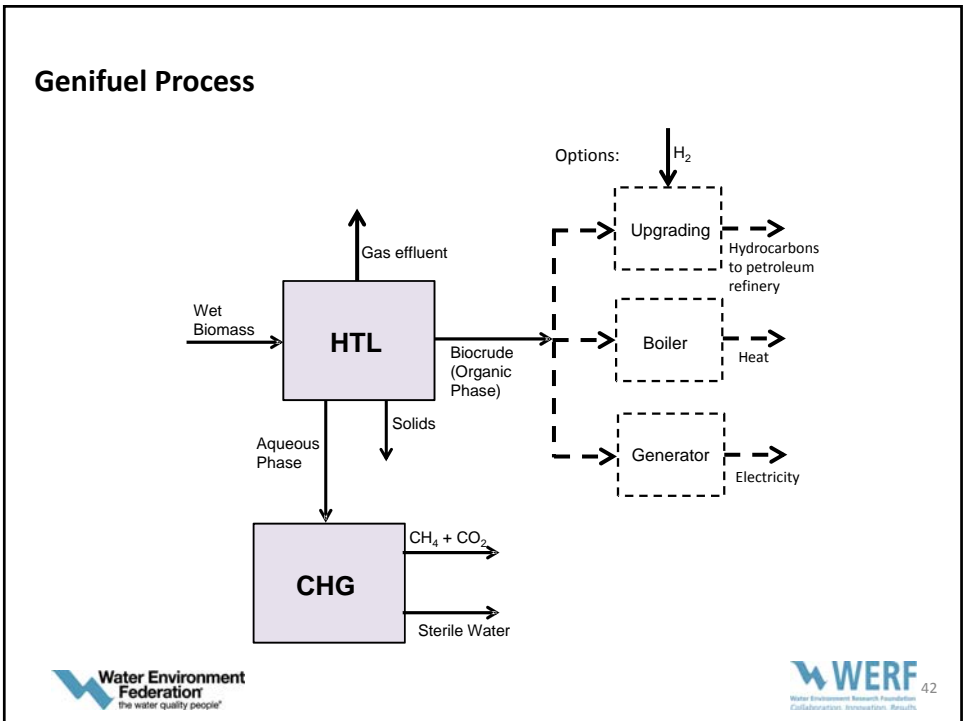 Genifuel Process
Options:
H₂
Upgrading
Hydrocarbons
to petroleum
refinery
Gas effluent
Wet
Biomass
HTL
Biocrude
(Organic
Phase)
Boiler
Heat
Solids
Aqueous
Phase
Generator
Electricity
CH₄ + CO₂
CHG
Sterile Water
Water Environment
Federation
the water quality people®
WERF
Water Environment Research Foundation
Collaboration. Innovation. Results
42